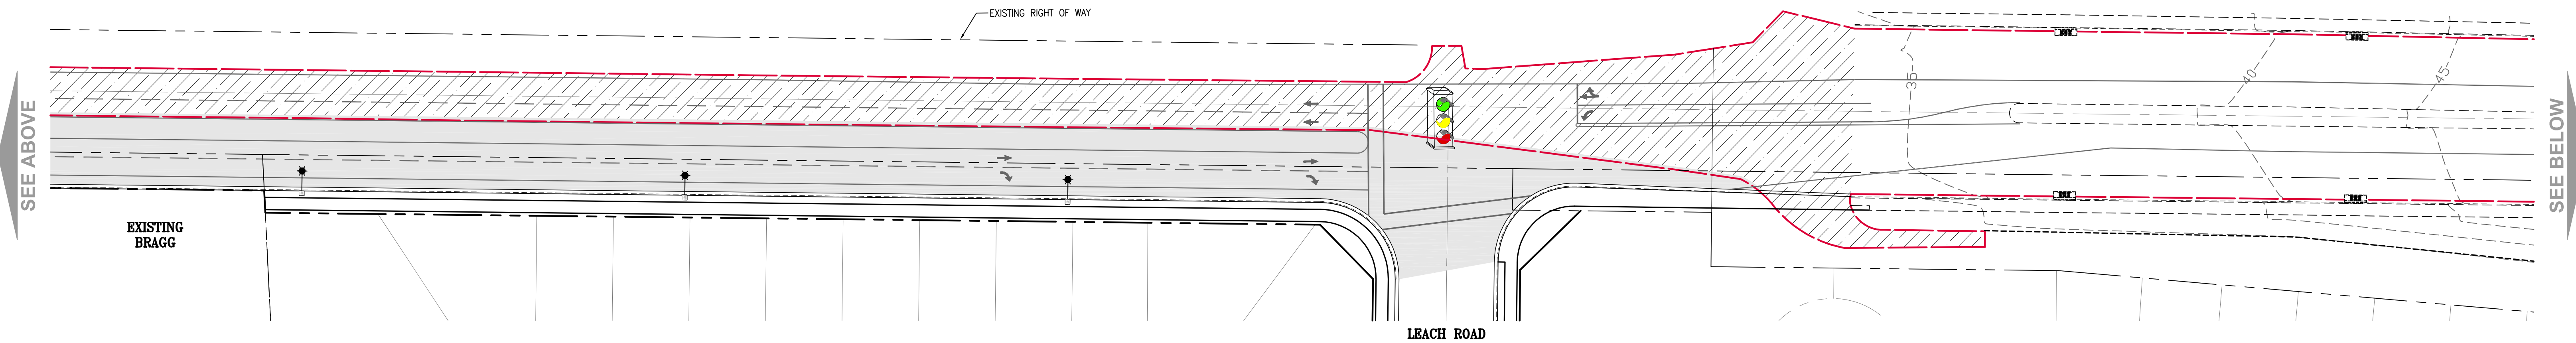 EXISTING RIGHT OF WAY
SEE ABOVE
35
40
45
SEE BELOW
EXISTING
BRAGG
LEACH ROAD